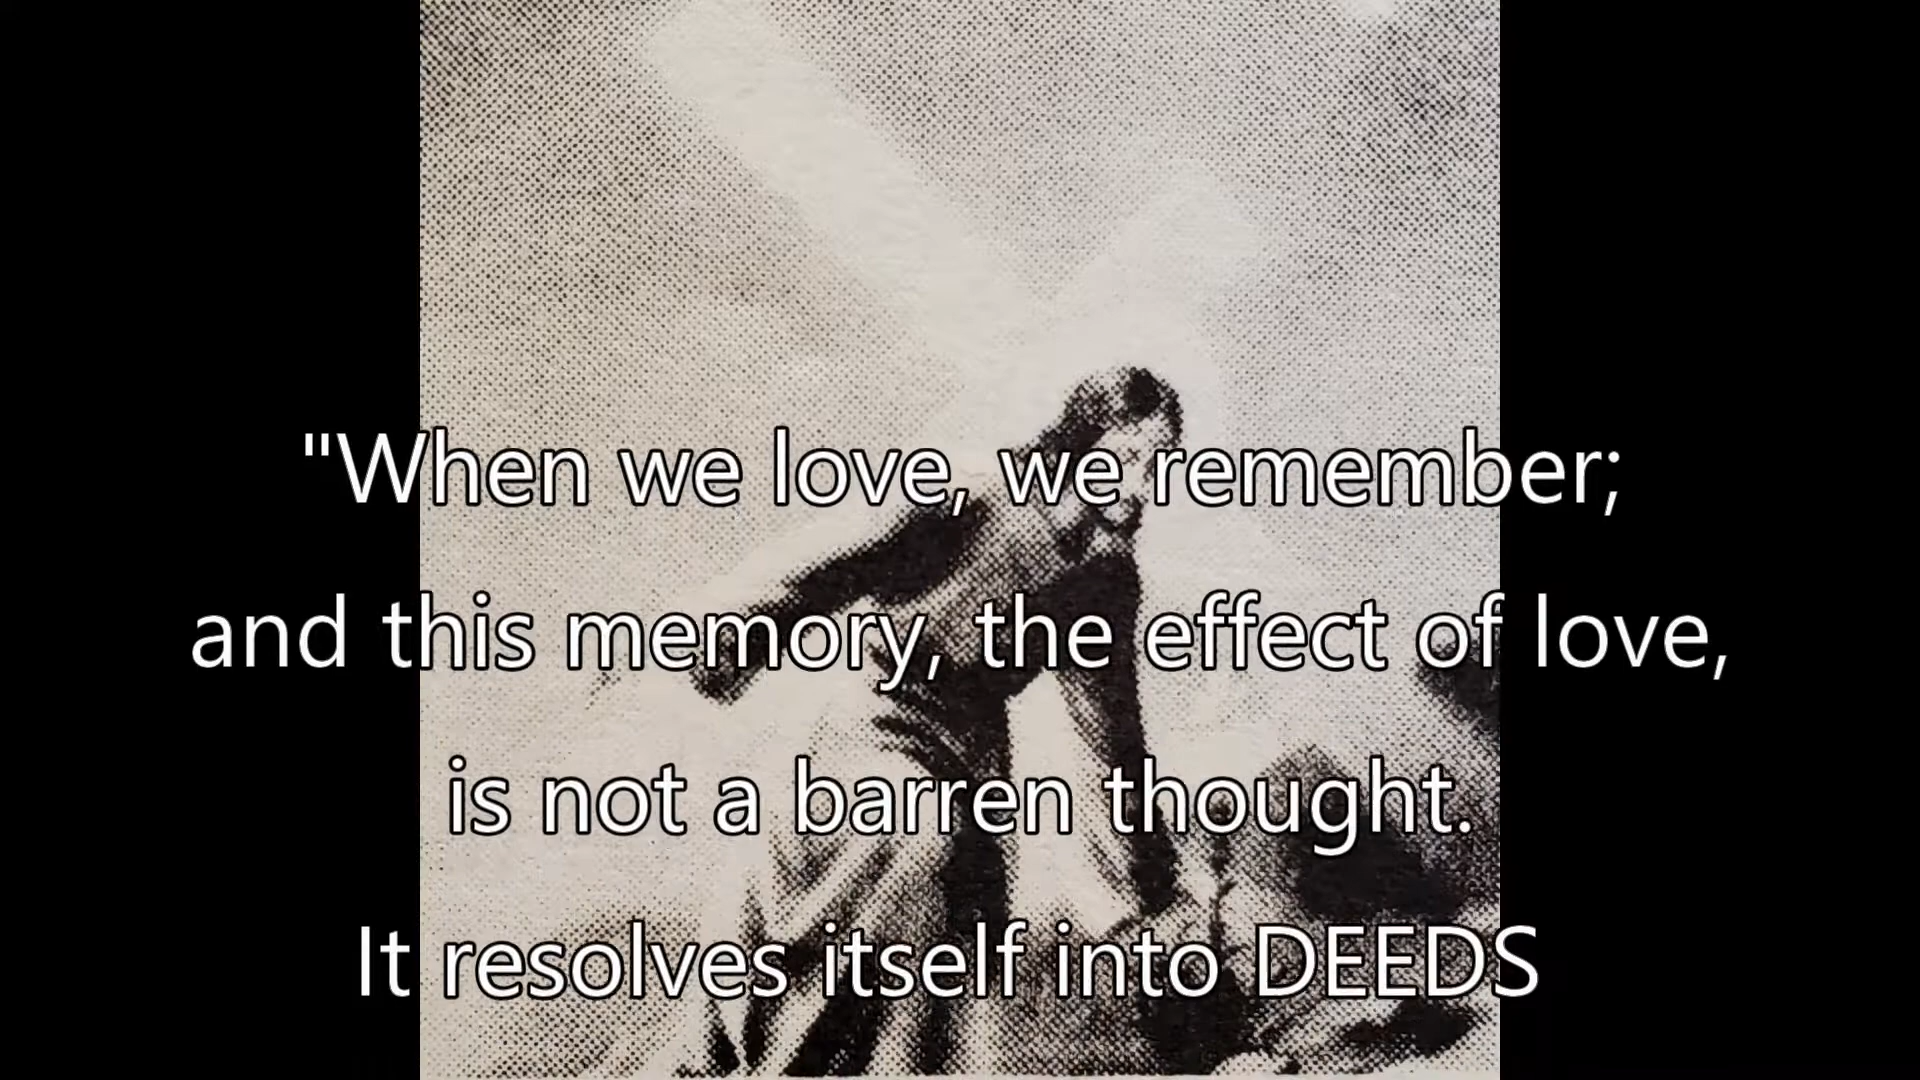 "When we love, we remember;
and this memory, the effect of love,
is not a barren thought.
It resolves itself into DEEDS